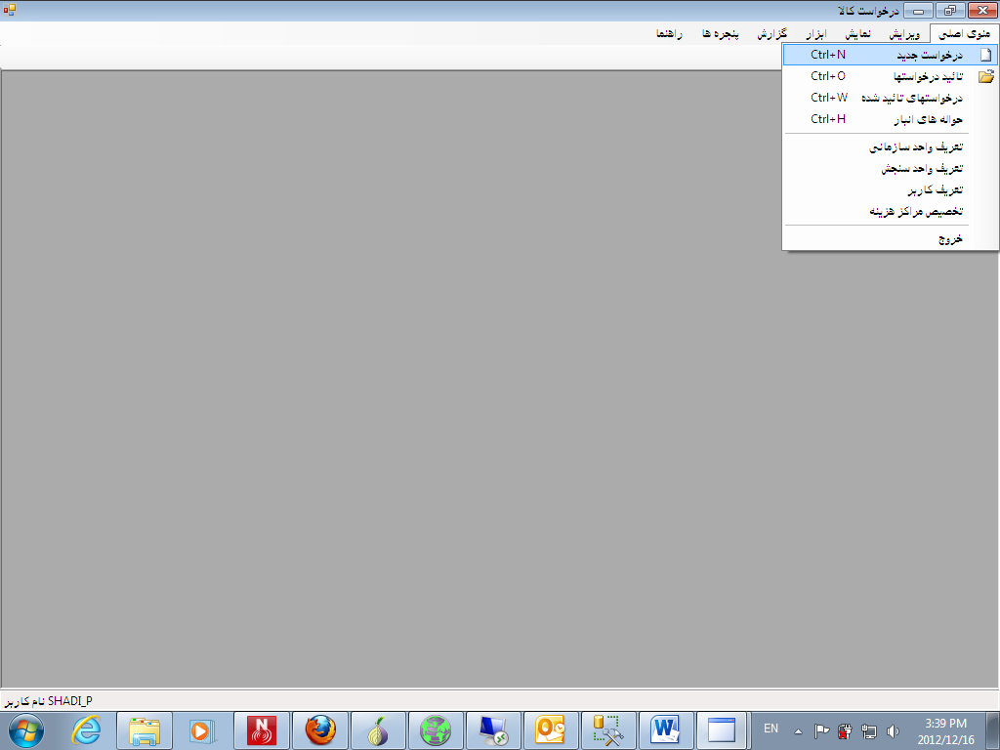 درخواست کالا
منوی اصلی ویرایش نمایش ابزار گزارش پنجره ها راهنما
درخواست جدید Ctrl+N
تائید درخواستها Ctrl+O
درخواستهای تائید شده Ctrl+W
حواله های انبار Ctrl+H
تعریف واحد سازمانی
تعریف واحد سنجش
تعریف کاربر
تخصیص مراکز هزینه
خروج
نام کاربر SHADI_P
EN 3:39 PM
2012/12/16